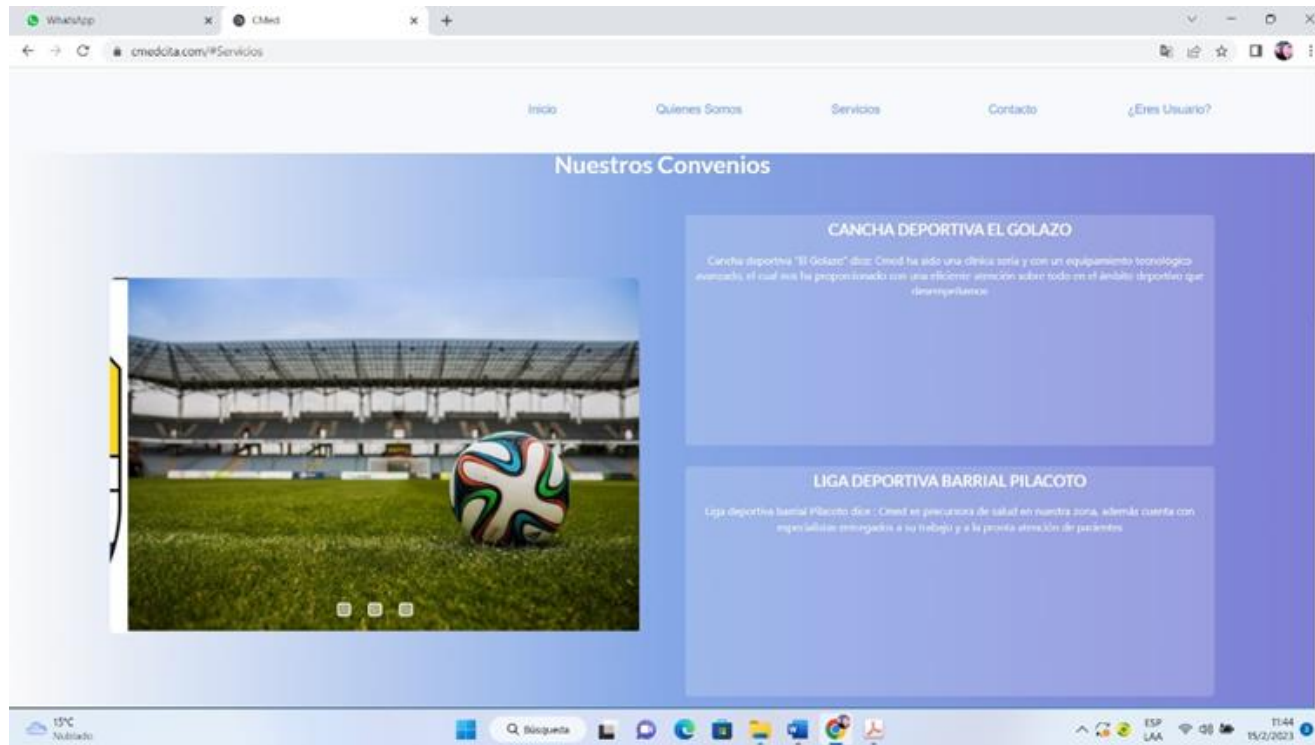 WhatsApp
CMed
cmedcita.com/#Servicios
Inicio
Quienes Somos
Servicios
Contacto
¿Eres Usuario?
Nuestros Convenios
CANCHA DEPORTIVA EL GOLAZO
Cancha deportiva "El Golazo" dice: Cmed ha sido una clínica seria y con un equipamiento tecnológico
avanzado, el cual nos ha proporcionado con una eficiente atención sobre todo en el ámbito deportivo que
desempeñamos
LIGA DEPORTIVA BARRIAL PILACOTO
Liga deportiva barrial Pilacoto dice : Cmed es precursora de salud en nuestra zona, además cuenta con
especialistas entregados a su trabajo y a la pronta atención de pacientes
15°C
Nublado
Búsqueda
ESP
LAA
11:44
15/2/2023